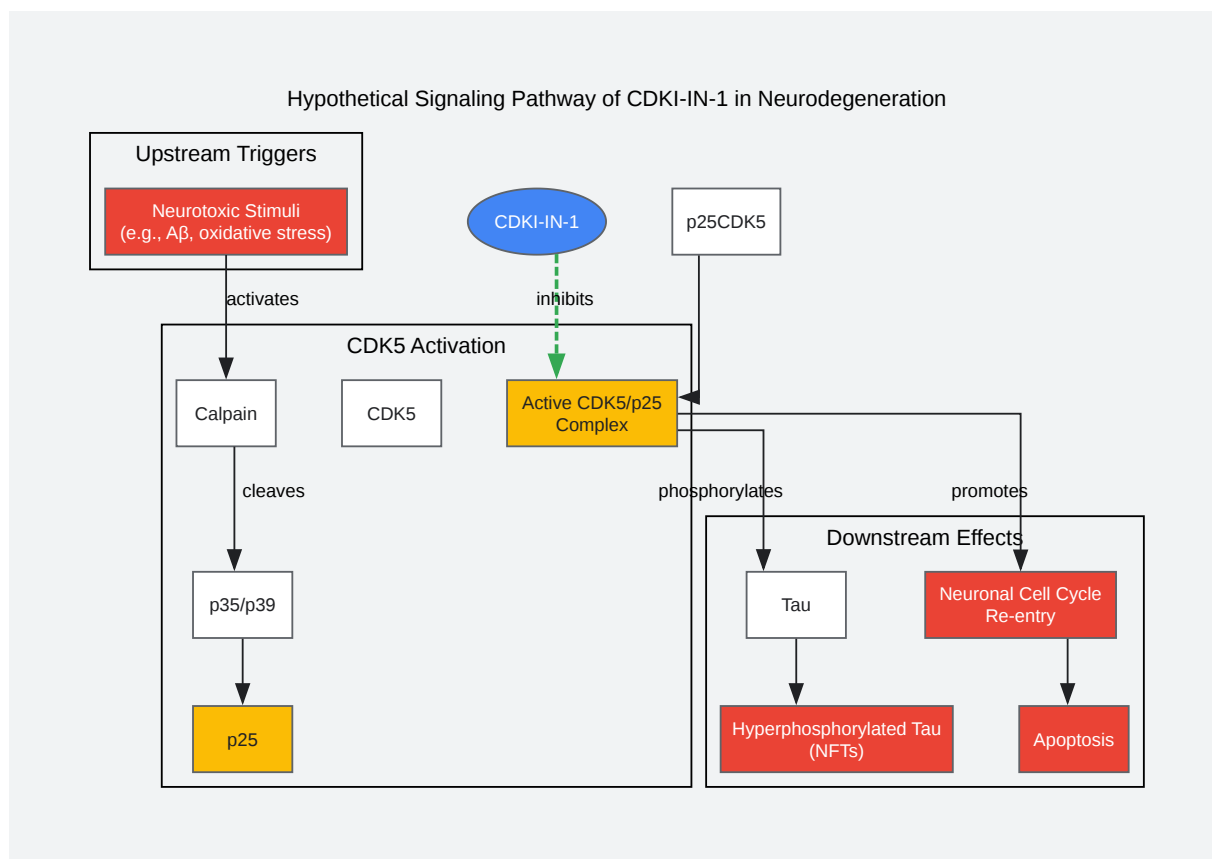 Hypothetical Signaling Pathway of CDKI-IN-1 in Neurodegeneration
Upstream Triggers
Neurotoxic Stimuli
(e.g., Aβ, oxidative stress)
CDKI-IN-1
p25CDK5
activates
inhibits
CDK5 Activation
Calpain
CDK5
Active CDK5/p25
Complex
cleaves
phosphorylates
promotes
Downstream Effects
p35/p39
Tau
Neuronal Cell Cycle
Re-entry
p25
Hyperphosphorylated Tau
(NFTs)
Apoptosis